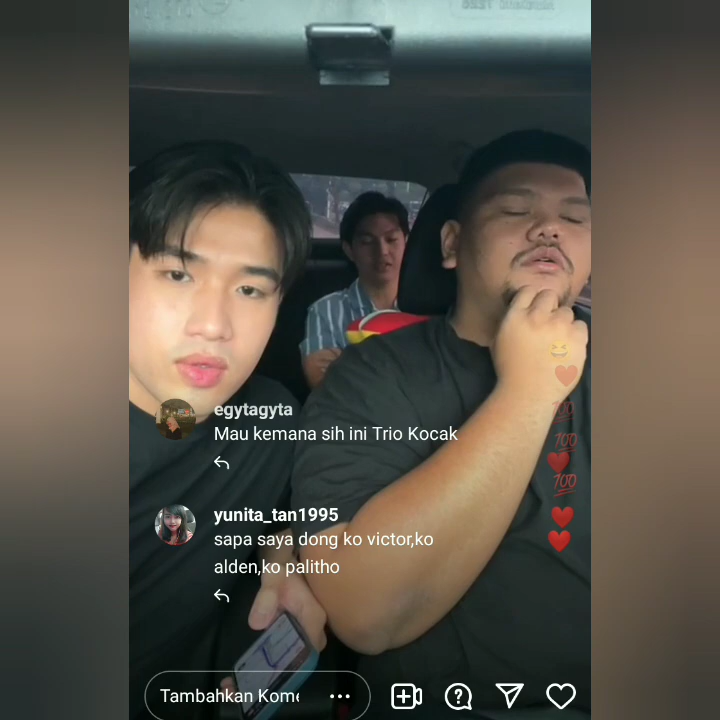 egytagyta
Mau kemana sih ini Trio Kocak
yunita_tan1995
sapa saya dong ko victor,ko
alden,ko palitho
Tambahkan Kome